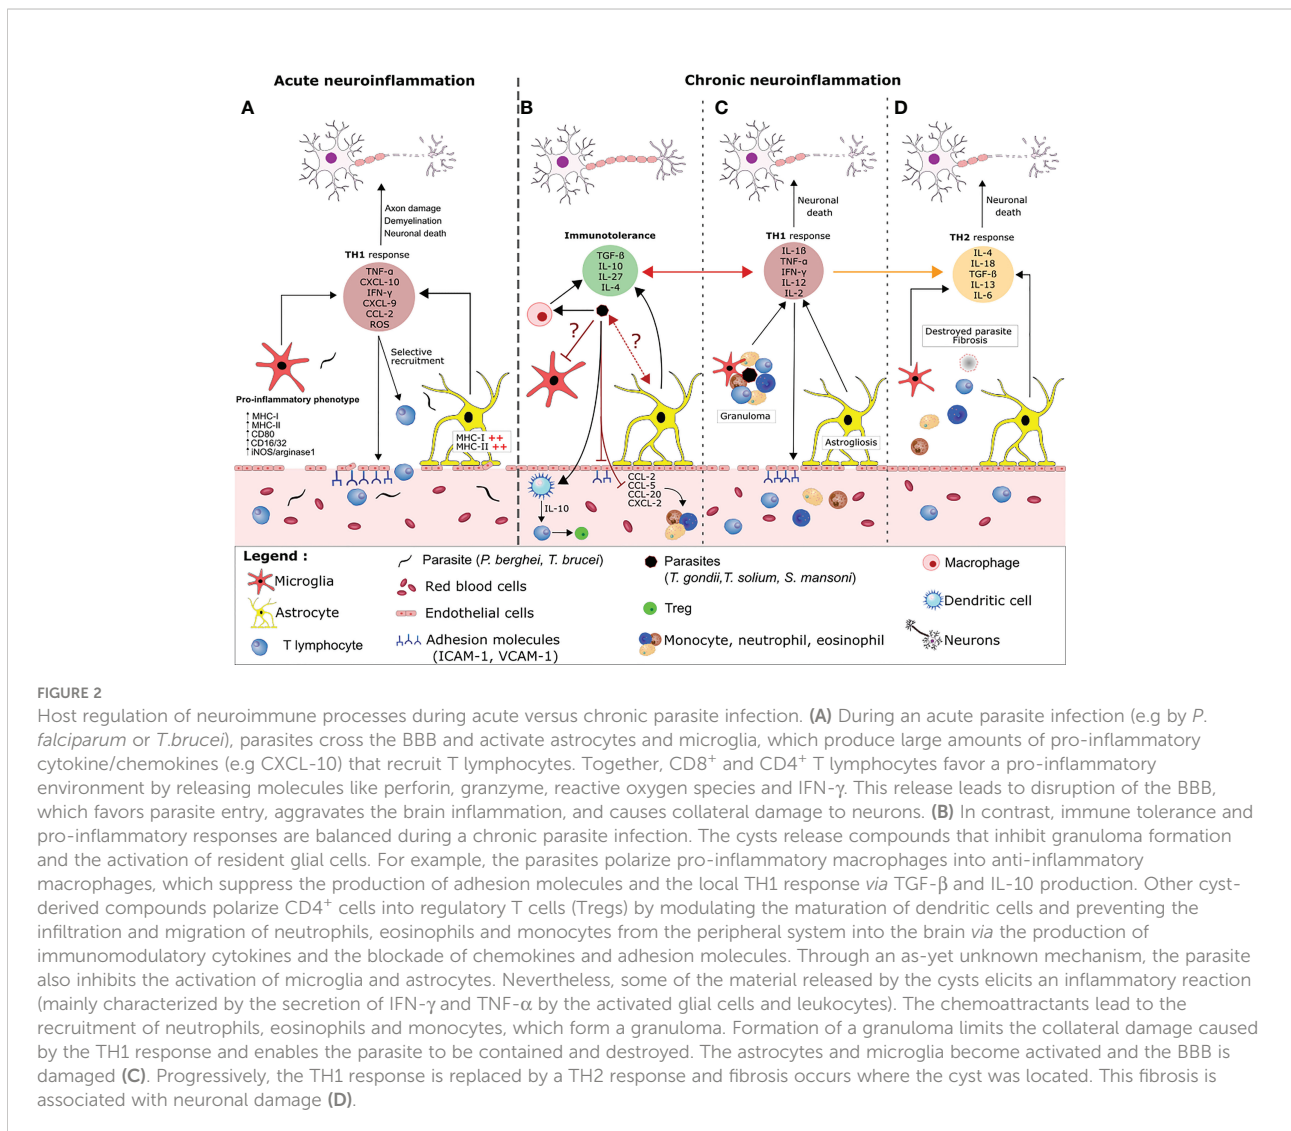 Acute neuroinflammation
Chronic neuroinflammation
A
B
C
D
Axon damage
Demyelination
Neuronal death
TH1 response
TNF-α
CXCL-10
IFN-γ
CXCL-9
CCL-2
ROS
Selective
recruitment
Pro-inflammatory phenotype
↑ MHC-I
↑ MHC-II
↑ CD80
↑ CD16/32
↑ iNOS/arginase1
MHC-I ++
MHC-II ++
Immunotolerance
TGF-ß
IL-10
IL-27
IL-4
?
?
CCL-2
CCL-5
CCL-20
CXCL-2
IL-10
Neuronal
death
TH1 response
IL-1ß
TNF-α
IFN-γ
IL-12
IL-2
Granuloma
Astrogliosis
Neuronal
death
TH2 response
IL-4
IL-18
TGF-ß
IL-13
IL-6
Destroyed parasite
Fibrosis
Legend :
Microglia
Astrocyte
T lymphocyte
Parasite (P. berghei, T. brucei)
Red blood cells
Endothelial cells
Adhesion molecules
(ICAM-1, VCAM-1)
Parasites
(T. gondii,T. solium, S. mansoni)
Treg
Monocyte, neutrophil, eosinophil
Macrophage
Dendritic cell
Neurons
FIGURE 2
Host regulation of neuroimmune processes during acute versus chronic parasite infection. (A) During an acute parasite infection (e.g by P.
falciparum or T.brucei), parasites cross the BBB and activate astrocytes and microglia, which produce large amounts of pro-inflammatory
cytokine/chemokines (e.g CXCL-10) that recruit T lymphocytes. Together, CD8⁺ and CD4⁺ T lymphocytes favor a pro-inflammatory
environment by releasing molecules like perforin, granzyme, reactive oxygen species and IFN-γ. This release leads to disruption of the BBB,
which favors parasite entry, aggravates the brain inflammation, and causes collateral damage to neurons. (B) In contrast, immune tolerance and
pro-inflammatory responses are balanced during a chronic parasite infection. The cysts release compounds that inhibit granuloma formation
and the activation of resident glial cells. For example, the parasites polarize pro-inflammatory macrophages into anti-inflammatory
macrophages, which suppress the production of adhesion molecules and the local TH1 response via TGF-β and IL-10 production. Other cyst-
derived compounds polarize CD4⁺ cells into regulatory T cells (Tregs) by modulating the maturation of dendritic cells and preventing the
infiltration and migration of neutrophils, eosinophils and monocytes from the peripheral system into the brain via the production of
immunomodulatory cytokines and the blockade of chemokines and adhesion molecules. Through an as-yet unknown mechanism, the parasite
also inhibits the activation of microglia and astrocytes. Nevertheless, some of the material released by the cysts elicits an inflammatory reaction
(mainly characterized by the secretion of IFN-γ and TNF-α by the activated glial cells and leukocytes). The chemoattractants lead to the
recruitment of neutrophils, eosinophils and monocytes, which form a granuloma. Formation of a granuloma limits the collateral damage caused
by the TH1 response and enables the parasite to be contained and destroyed. The astrocytes and microglia become activated and the BBB is
damaged (C). Progressively, the TH1 response is replaced by a TH2 response and fibrosis occurs where the cyst was located. This fibrosis is
associated with neuronal damage (D).